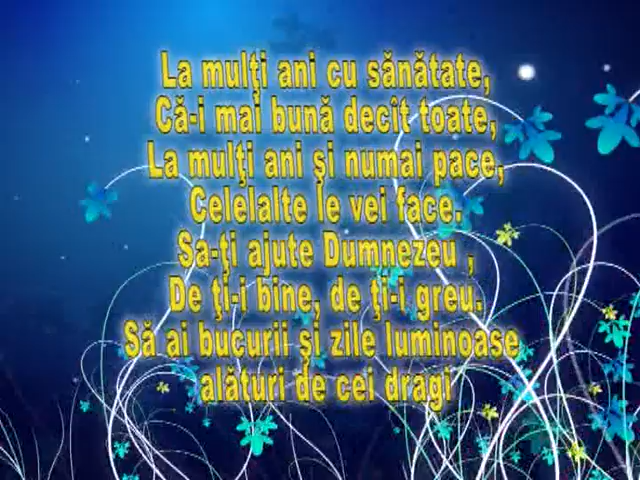 La mulţi ani cu sănătate,
Că-i mai bună decît toate,
La mulţi ani şi numai pace,
Celelalte le vei face.
Sa-ţi ajute Dumnezeu ,
De ţi-i bine, de ţi-i greu.
Să ai bucurii şi zile luminoase
alături de cei dragi